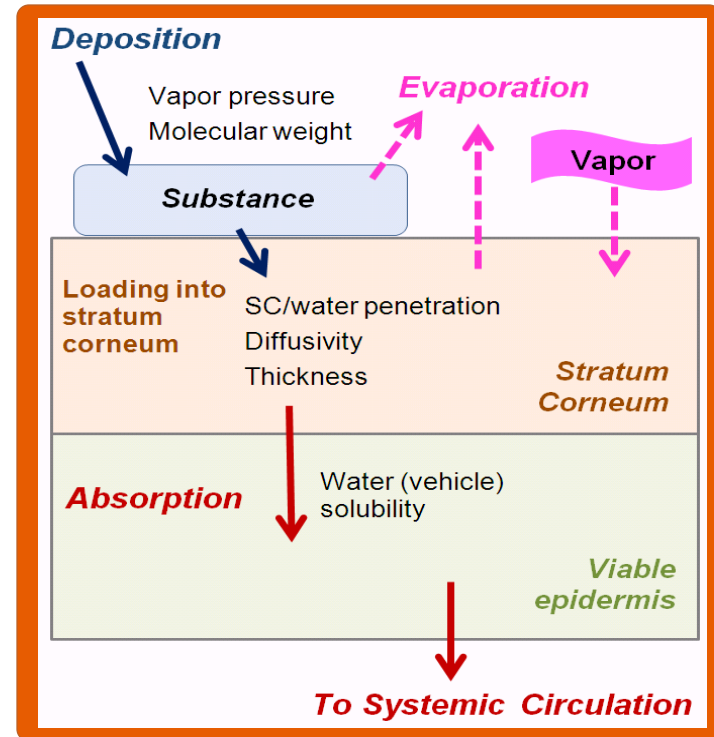 Deposition
Vapor pressure
Molecular weight
Evaporation
Vapor
Substance
Loading into
stratum
corneum
SC/water penetration
Diffusivity
Thickness
Stratum
Corneum
Absorption
Water (vehicle)
solubility
Viable
epidermis
To Systemic Circulation